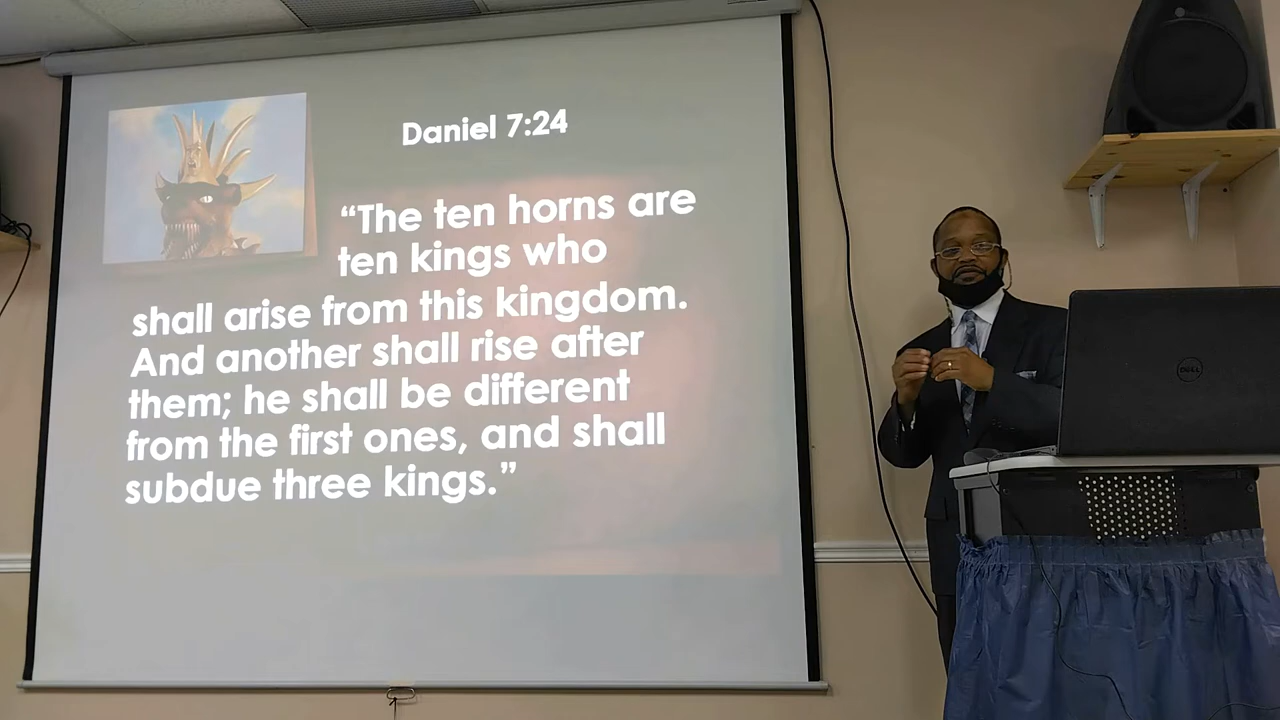 Daniel 7:24
“The ten horns are
ten kings who
shall arise from this kingdom.
And another shall rise after
them; he shall be different
from the first ones, and shall
subdue three kings.”
DELL